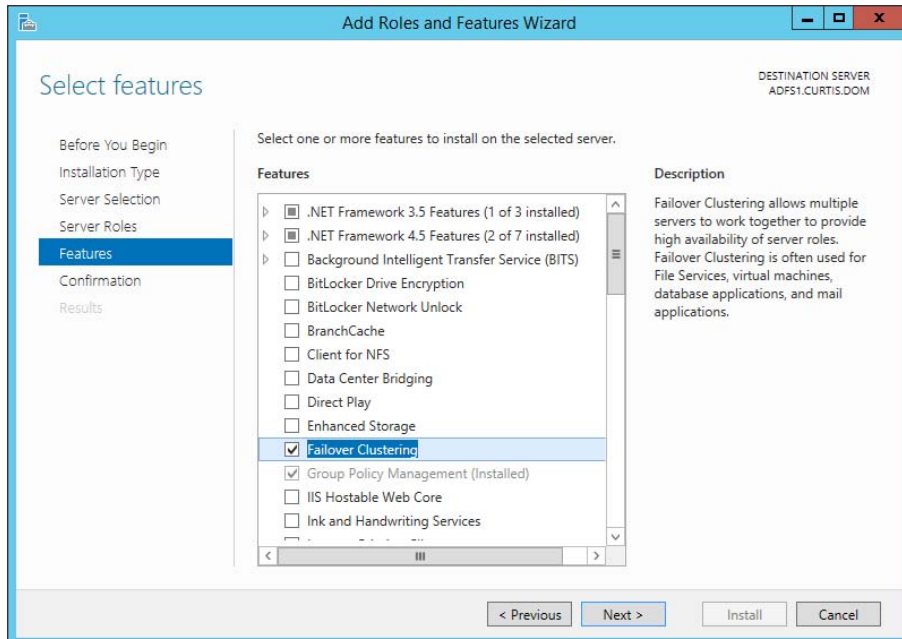 Add Roles and Features Wizard
Select features
DESTINATION SERVER
ADFS1.CURTIS.DOM
Before You Begin
Installation Type
Server Selection
Server Roles
Features
Confirmation
Results
Select one or more features to install on the selected server.
Features
.NET Framework 3.5 Features (1 of 3 installed)
.NET Framework 4.5 Features (2 of 7 installed)
Background Intelligent Transfer Service (BITS)
BitLocker Drive Encryption
BitLocker Network Unlock
BranchCache
Client for NFS
Data Center Bridging
Direct Play
Enhanced Storage
Failover Clustering
Group Policy Management (Installed)
IIS Hostable Web Core
Ink and Handwriting Services
Description
Failover Clustering allows multiple
servers to work together to provide
high availability of server roles.
Failover Clustering is often used for
File Services, virtual machines,
database applications, and mail
applications.
< Previous
Next >
Install
Cancel